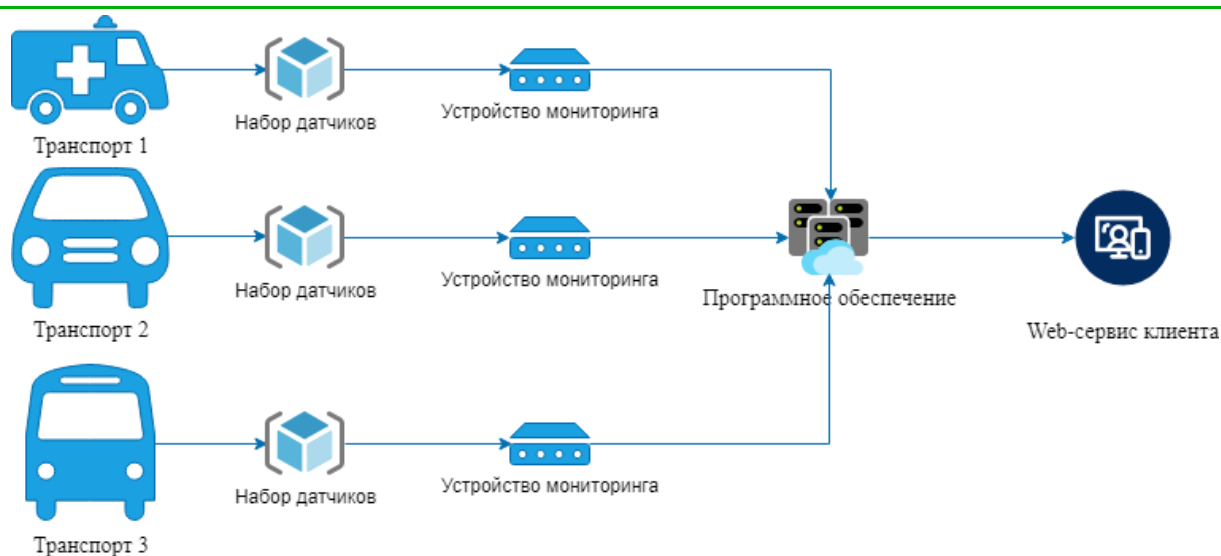 Набор датчиков
Устройство мониторинга
Транспорт 1
Набор датчиков
Устройство мониторинга
Программное обеспечение
Транспорт 2
Web-сервис клиента
Набор датчиков
Устройство мониторинга
Транспорт 3